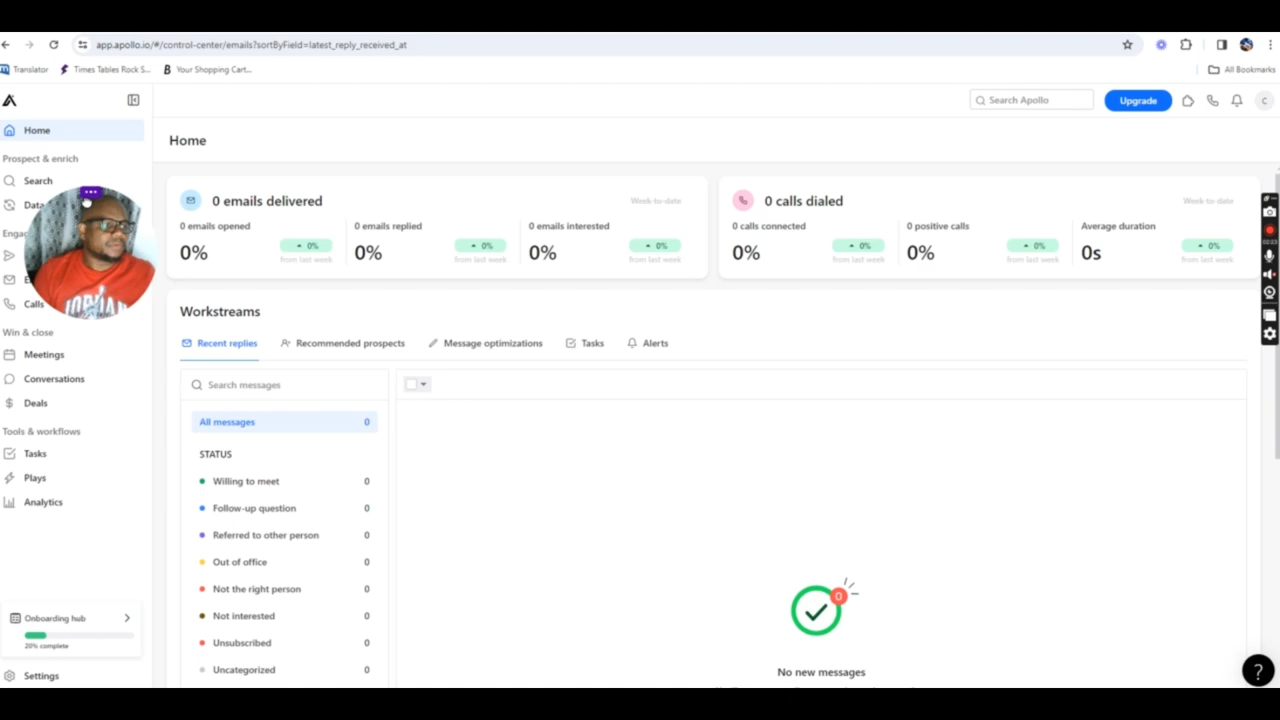 app.apollo.io/#/control-center/emails?sortByField=latest_reply_received_at
Translator
Times Tables Rock S...
B Your Shopping Cart...
All Bookmarks
Search Apollo
Upgrade
C
Home
Home
Prospect & enrich
Search
Data
Calls
Win & close
Meetings
Conversations
Deals
Tools & workflows
Tasks
Plays
Analytics
Onboarding hub
20% complete
Settings
0 emails delivered
Week-to-date
0 emails opened
0%
0%
from last week
0 emails replied
0%
0%
from last week
0 emails interested
0%
0%
from last week
0 calls dialed
Week-to-date
0 calls connected
0%
0%
from last week
0 positive calls
0%
0%
from last week
Average duration
0s
0%
from last week
Workstreams
Recent replies
Recommended prospects
Message optimizations
Tasks
Alerts
Search messages
All messages 0
STATUS
Willing to meet 0
Follow-up question 0
Referred to other person 0
Out of office 0
Not the right person 0
Not interested 0
Unsubscribed 0
Uncategorized 0
0
No new messages
?